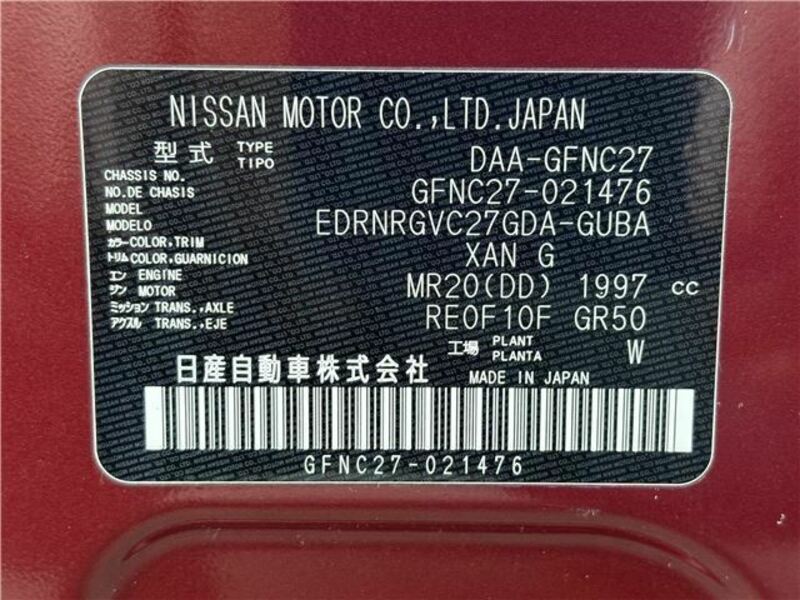 NISSAN MOTOR CO.,LTD.JAPAN
型式 TYPE TIPO DAA-GFNC27
CHASSIS NO.
NO.DE CHASIS GFNC27-021476
MODEL
MODELO EDRNRGVC27GDA-GUBA
カラー COLOR,TRIM
トリム COLOR,GUARNICION XAN G
エン ENGINE
ジン MOTOR MR20(DD) 1997 cc
ミッション TRANS.,AXLE
アクスル TRANS.,EJE RE0F10F GR50
工場 PLANT PLANTA W
日産自動車株式会社 MADE IN JAPAN
GFNC27-021476